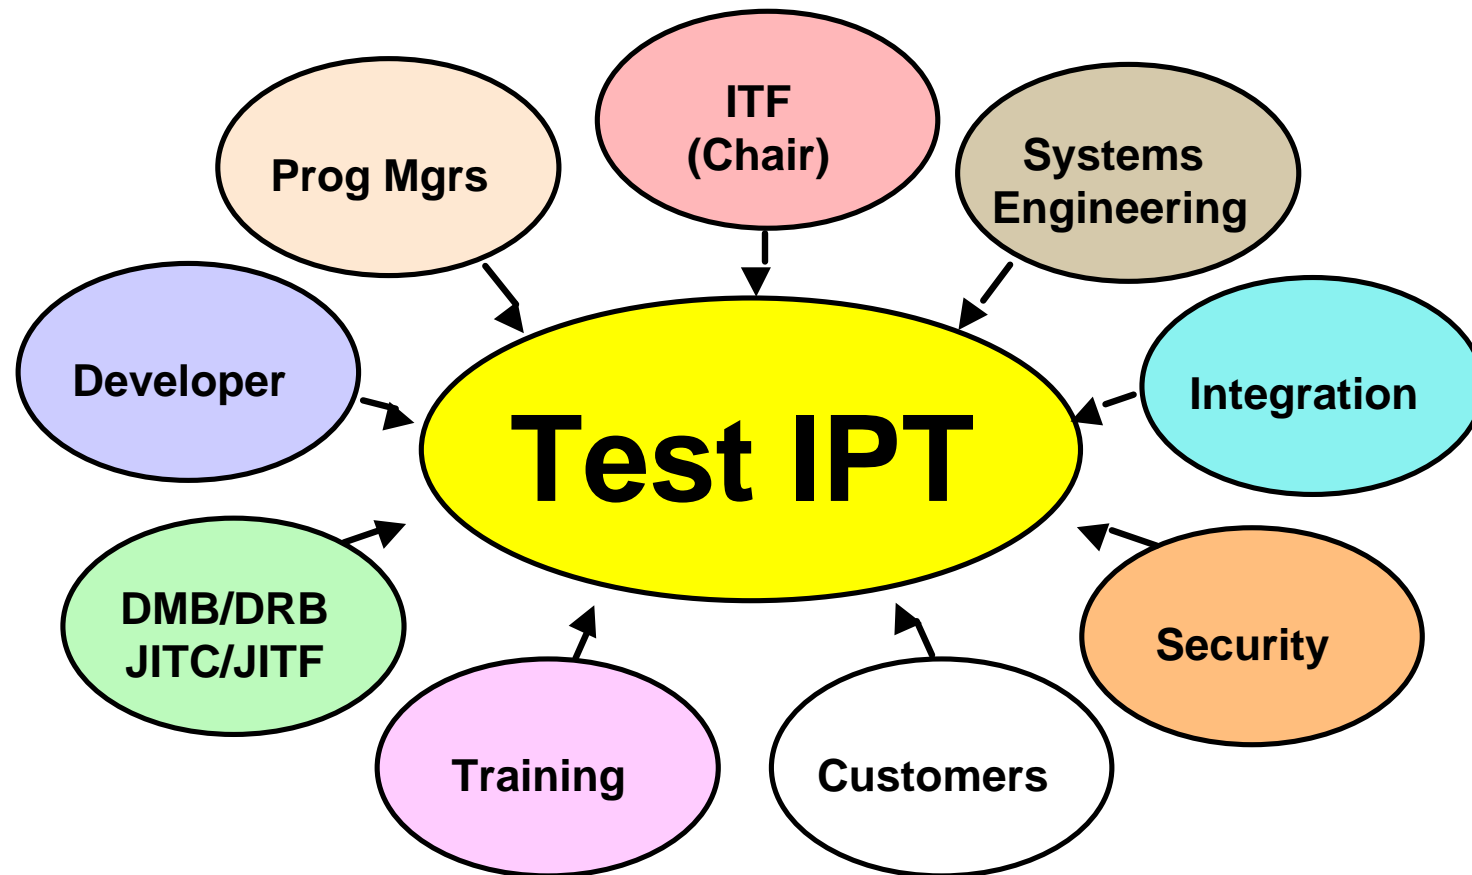 ITF
(Chair)
Prog Mgrs
Systems
Engineering
Developer
Integration
Test IPT
DMB/DRB
JITC/JITF
Security
Training
Customers